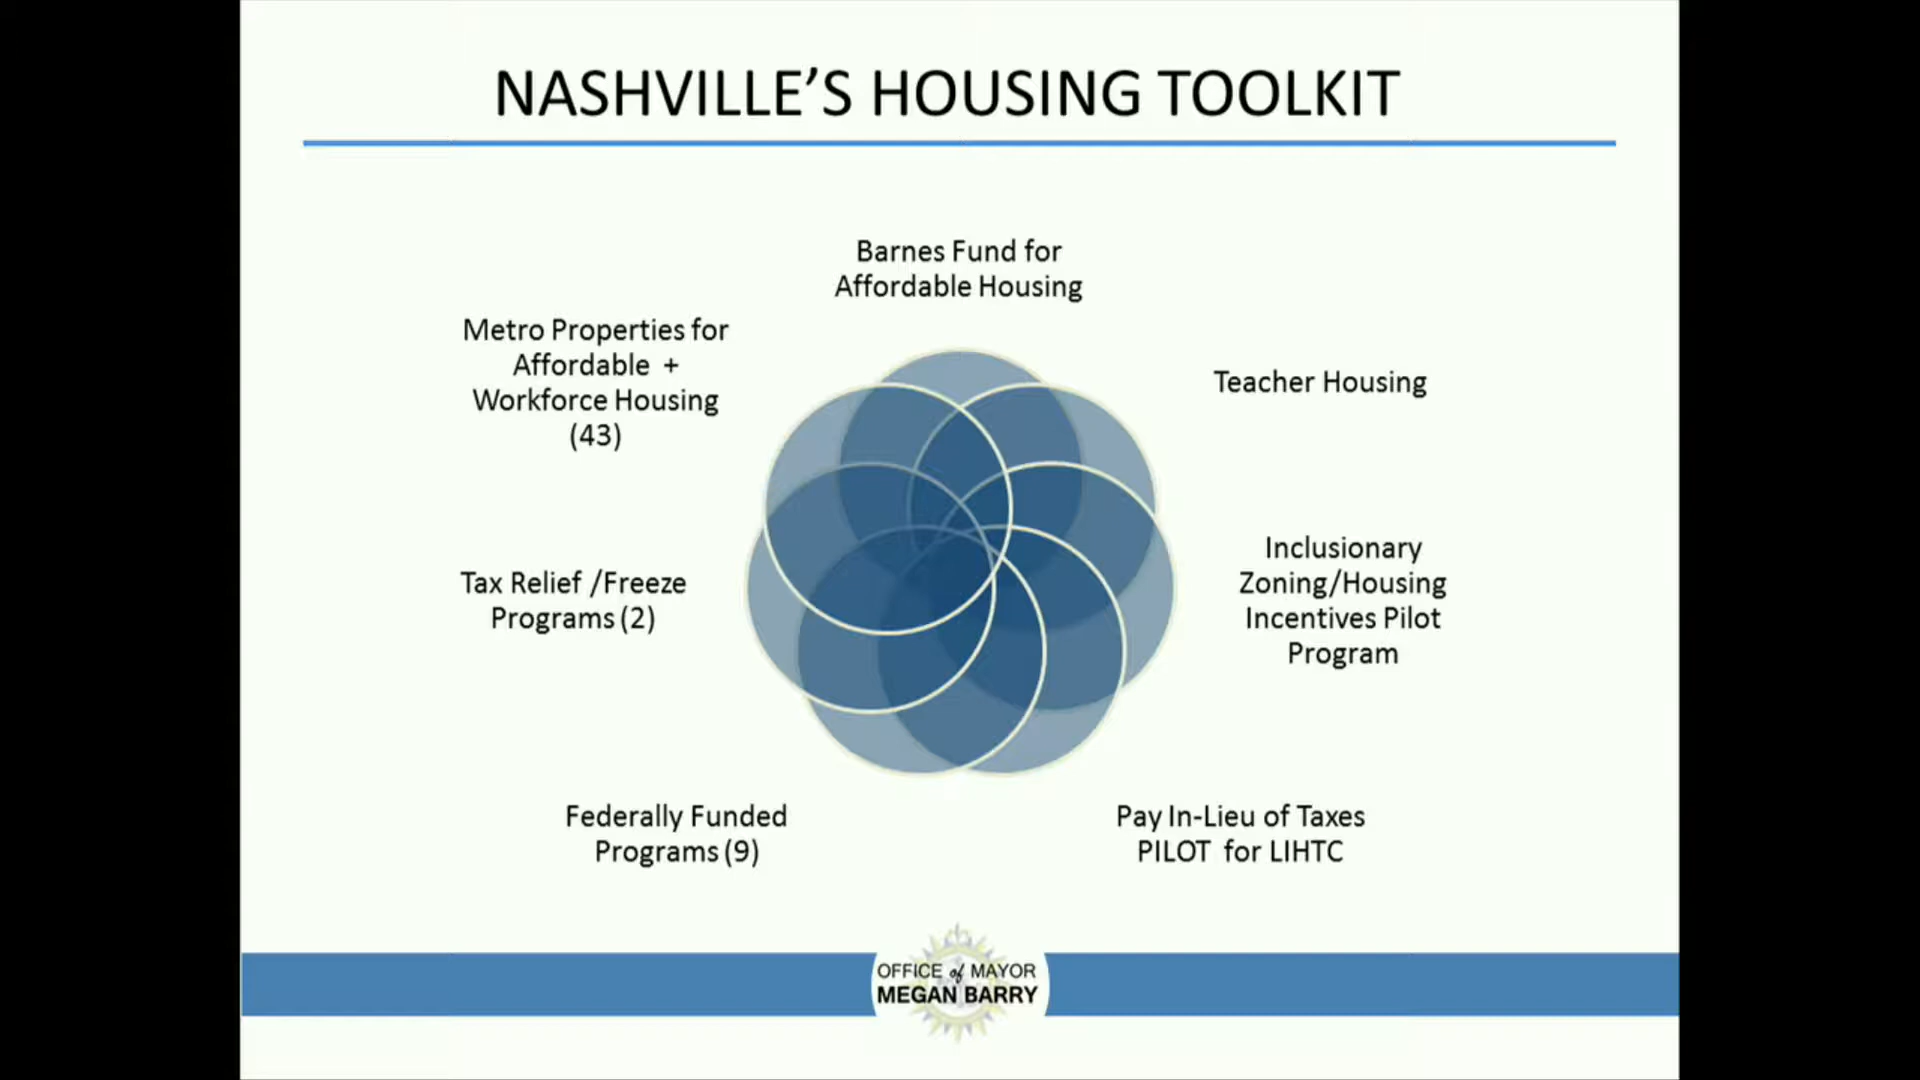 NASHVILLE’S HOUSING TOOLKIT
Barnes Fund for
Affordable Housing
Teacher Housing
Inclusionary
Zoning/Housing
Incentives Pilot
Program
Pay In-Lieu of Taxes
PILOT for LIHTC
Federally Funded
Programs (9)
Tax Relief /Freeze
Programs (2)
Metro Properties for
Affordable +
Workforce Housing
(43)
OFFICE of MAYOR
MEGAN BARRY